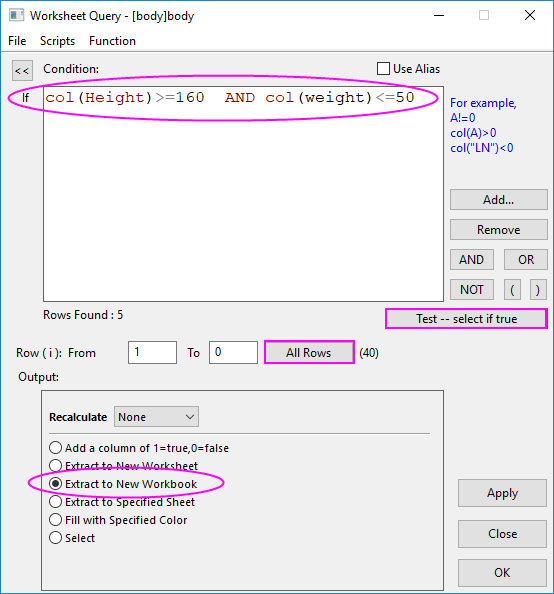 Worksheet Query - [body]body
File Scripts Function
<< Condition: Use Alias
If col(Height)>=160 AND col(weight)<=50
For example,
A!=0
col(A)>0
col("LN")<0
Add...
Remove
AND OR
NOT ( )
Rows Found : 5
Test -- select if true
Row ( i ): From 1 To 0 All Rows (40)
Output:
Recalculate None
Add a column of 1=true,0=false
Extract to New Worksheet
Extract to New Workbook
Extract to Specified Sheet
Fill with Specified Color
Select
Apply
Close
OK